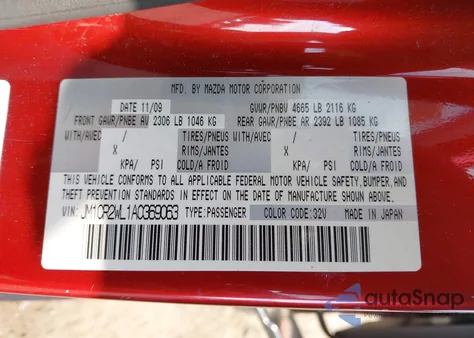 MFD. BY MAZDA MOTOR CORPORATION
DATE 11/09 GVWR/PNBV 4665 LB 2116 KG
FRONT GAWR/PNBE AV 2306 LB 1046 KG REAR GAWR/PNBE AR 2392 LB 1085 KG
WITH/AVEC / TIRES/PNEUS WITH/AVEC / TIRES/PNEUS
X RIMS/JANTES X RIMS/JANTES
KPA/ PSI COLD/A FROID KPA/ PSI COLD/A FROID
THIS VEHICLE CONFORMS TO ALL APPLICABLE FEDERAL MOTOR VEHICLE SAFETY, BUMPER, AND
THEFT PREVENTION STANDARDS IN EFFECT ON THE DATE OF MANUFACTURE SHOWN ABOVE.
VIN: JM1CR2WL1A0369063 TYPE:PASSENGER COLOR CODE:32V MADE IN JAPAN
autoSnap